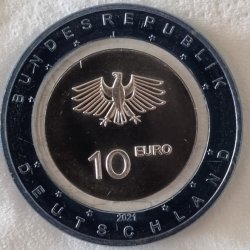 BUNDESREPUBLIK
10 EURO
2021
DEUTSCHLAND